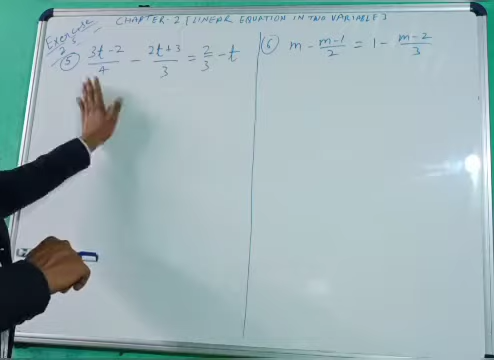 CHAPTER-2 [LINEAR EQUATION IN TWO VARIABLE]
Exercise
2.
⑤ (3t-2)/4 - (2t+3)/3 = 2/3 - t
⑥ m - (m-1)/2 = 1 - (m-2)/3